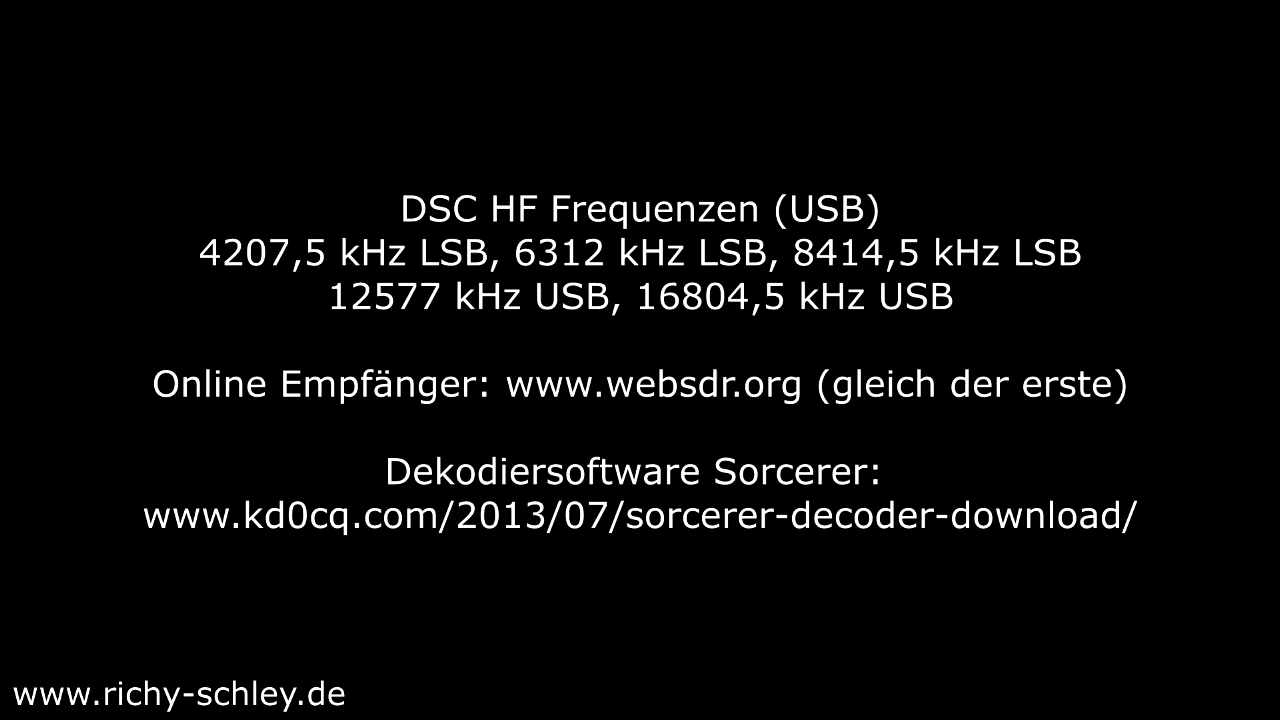 DSC HF Frequenzen (USB)
4207,5 kHz LSB, 6312 kHz LSB, 8414,5 kHz LSB
12577 kHz USB, 16804,5 kHz USB
Online Empfänger: www.websdr.org (gleich der erste)
Dekodiersoftware Sorcerer:
www.kd0cq.com/2013/07/sorcerer-decoder-download/
www.richy-schley.de